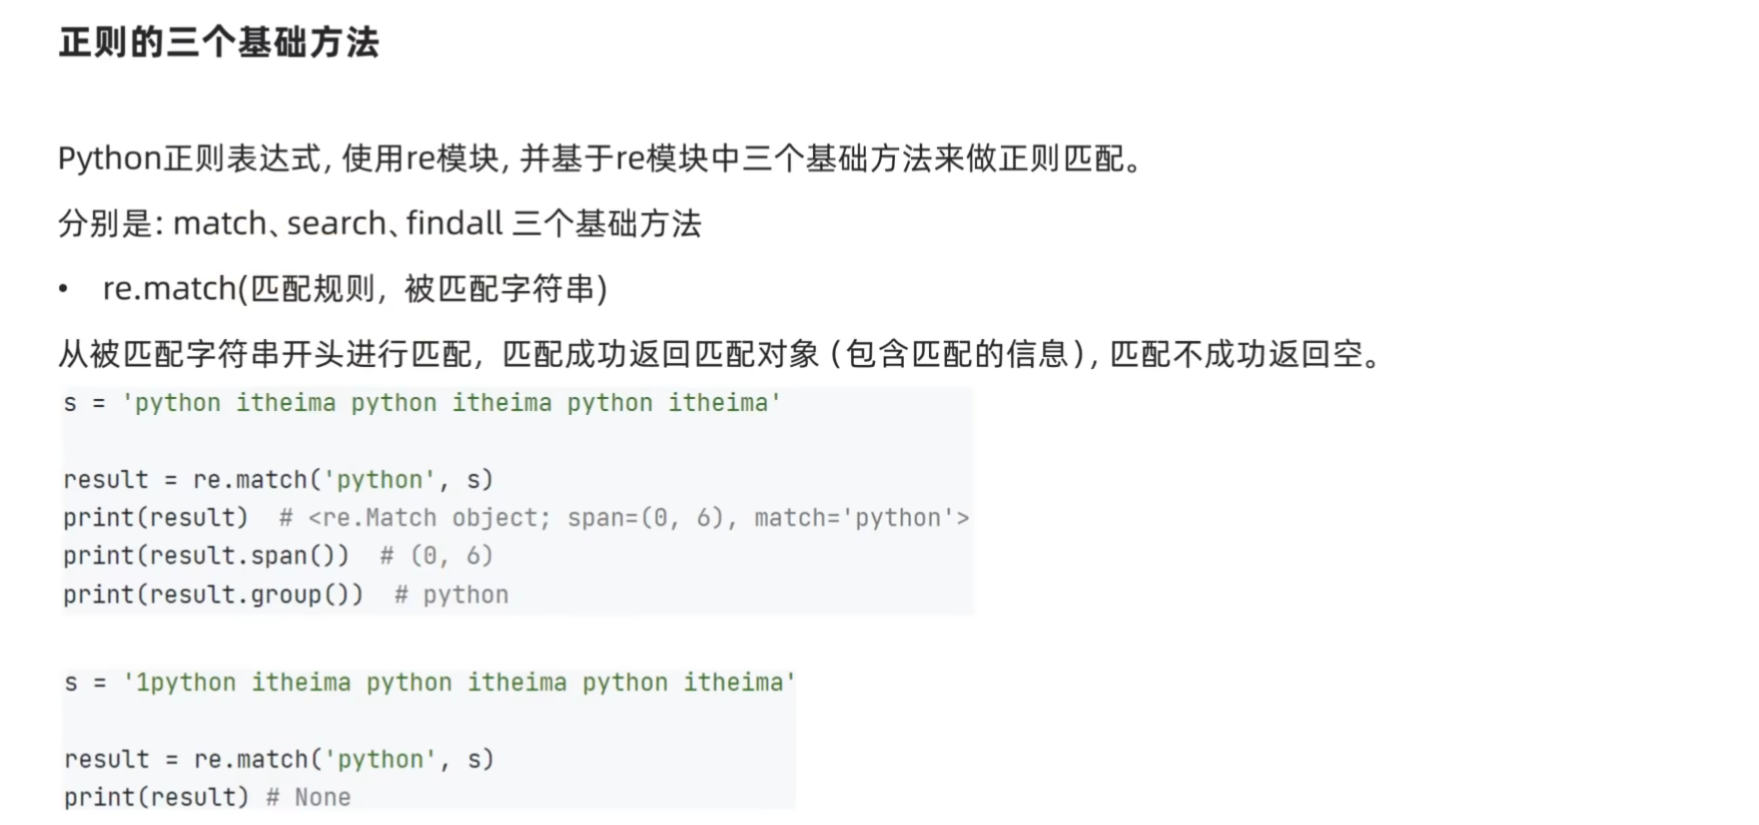 正则的三个基础方法
Python正则表达式, 使用re模块, 并基于re模块中三个基础方法来做正则匹配。
分别是: match、search、findall 三个基础方法
• re.match(匹配规则，被匹配字符串)
从被匹配字符串开头进行匹配，匹配成功返回匹配对象 (包含匹配的信息), 匹配不成功返回空。
s = 'python itheima python itheima python itheima'
result = re.match('python', s)
print(result)  # <re.Match object; span=(0, 6), match='python'>
print(result.span())  # (0, 6)
print(result.group())  # python
s = '1python itheima python itheima python itheima'
result = re.match('python', s)
print(result) # None